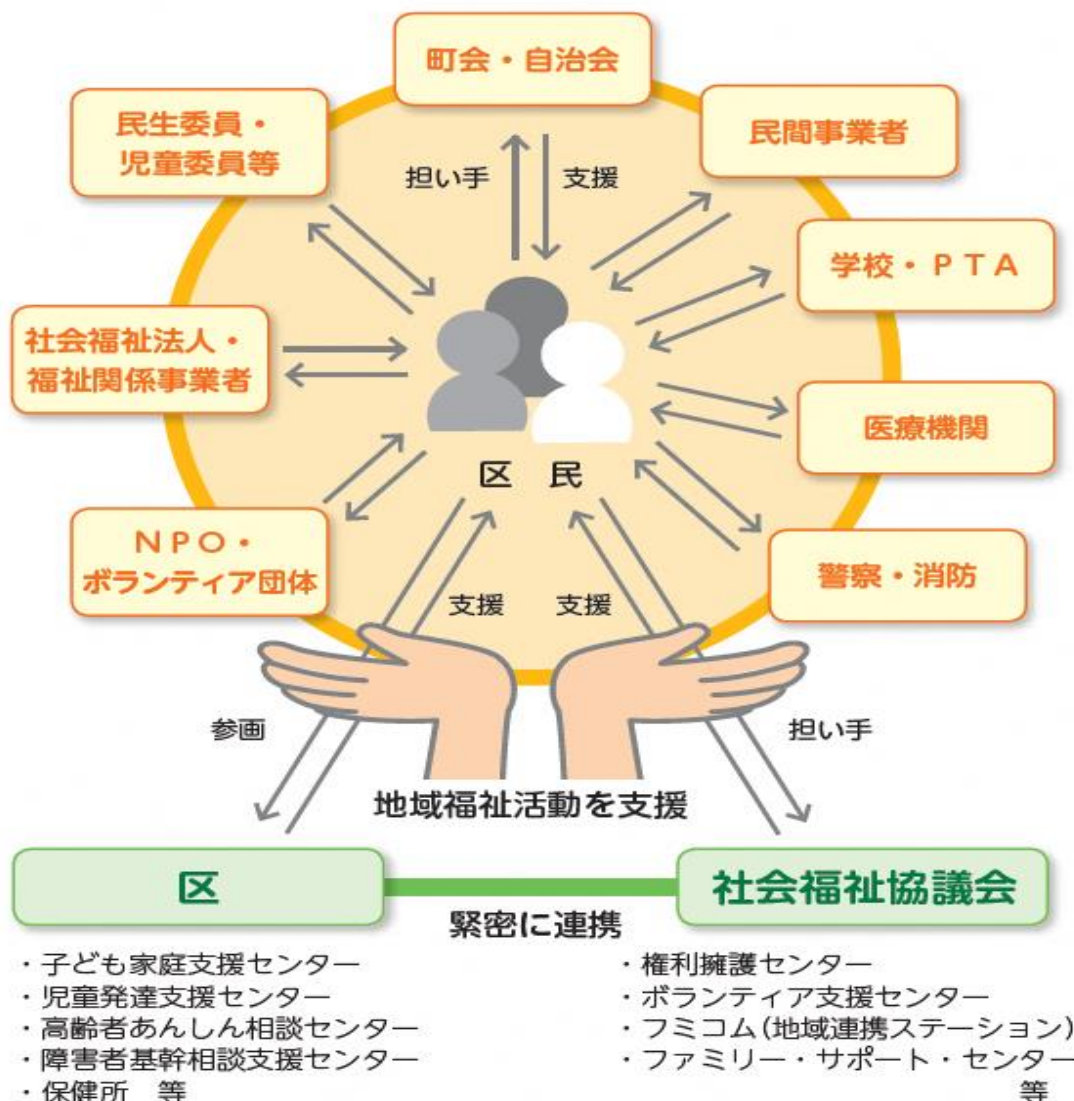 町会・自治会
民生委員・
児童委員等
民間事業者
担い手
支援
学校・ＰＴＡ
社会福祉法人・
福祉関係事業者
医療機関
区　民
ＮＰＯ・
ボランティア団体
警察・消防
支援
支援
参画
担い手
地域福祉活動を支援
区
社会福祉協議会
緊密に連携
・子ども家庭支援センター
・児童発達支援センター
・高齢者あんしん相談センター
・障害者基幹相談支援センター
・保健所　等
・権利擁護センター
・ボランティア支援センター
・フミコム(地域連携ステーション)
・ファミリー・サポート・センター
等